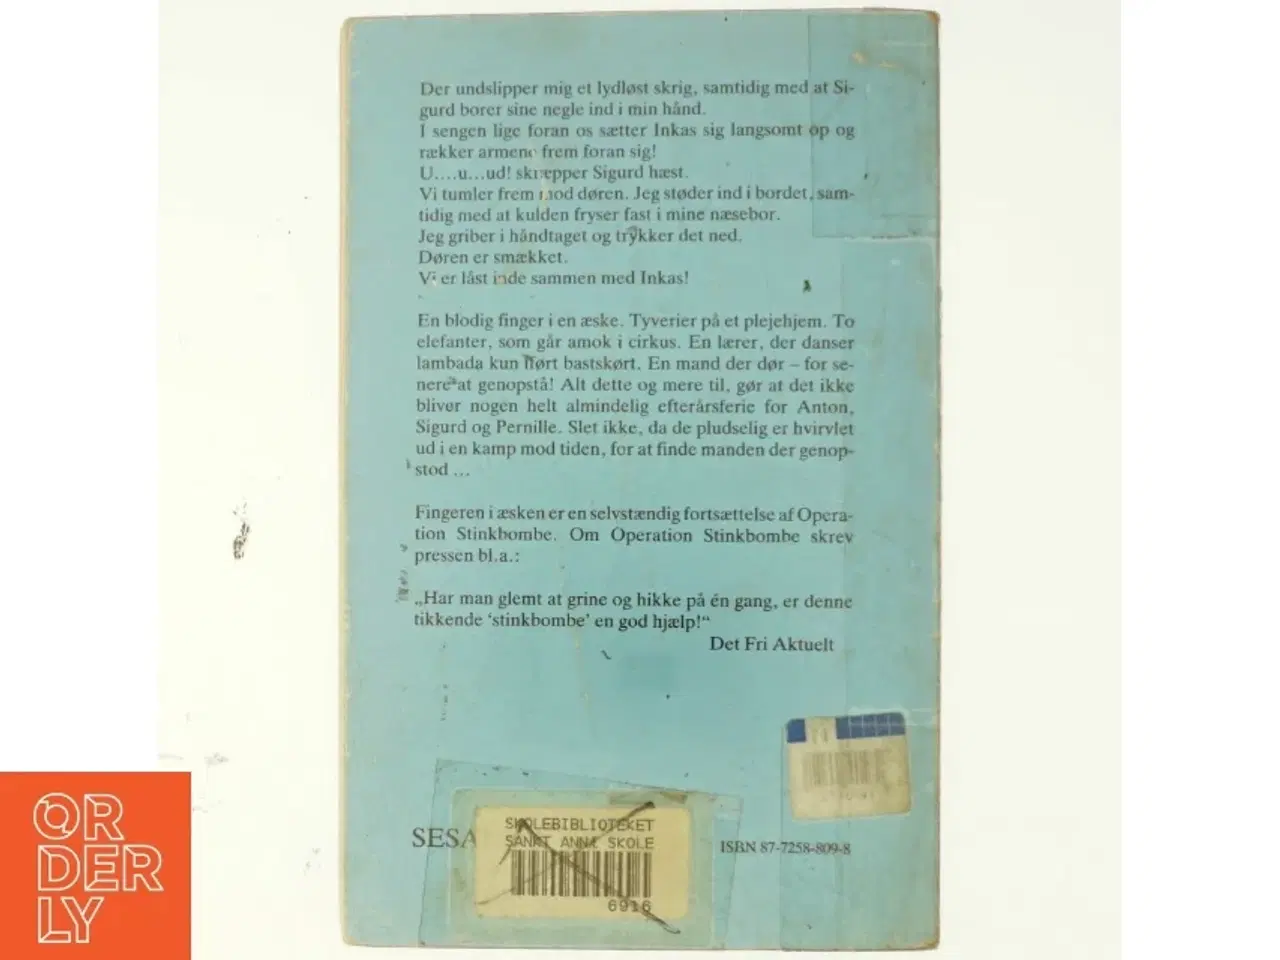 Der undslipper mig et lydløst skrig, samtidig med at Si-
gurd borer sine negle ind i min hånd.
I sengen lige foran os sætter Inkas sig langsomt op og
rækker armene frem foran sig!
U....u...ud! skræpper Sigurd hæst.
Vi tumler frem mod døren. Jeg støder ind i bordet, sam-
tidig med at kulden fryser fast i mine næsebor.
Jeg griber i håndtaget og trykker det ned.
Døren er smækket.
Vi er låst inde sammen med Inkas!
En blodig finger i en æske. Tyverier på et plejehjem. To
elefanter, som går amok i cirkus. En lærer, der danser
lambada kun iført bastskørt. En mand der dør – for se-
nere at genopstå! Alt dette og mere til, gør at det ikke
bliver nogen helt almindelig efterårsferie for Anton,
Sigurd og Pernille. Slet ikke, da de pludselig er hvirvlet
ud i en kamp mod tiden, for at finde manden der genop-
stod ...
Fingeren i æsken er en selvstændig fortsættelse af Opera-
tion Stinkbombe. Om Operation Stinkbombe skrev
pressen bl.a.:
„Har man glemt at grine og hikke på én gang, er denne
tikkende ‘stinkbombe’ en god hjælp!“
Det Fri Aktuelt
SESA
SKOLEBIBLIOTEKET
SANKT ANNÆ SKOLE
6916
ISBN 87-7258-809-8
ORDERLY